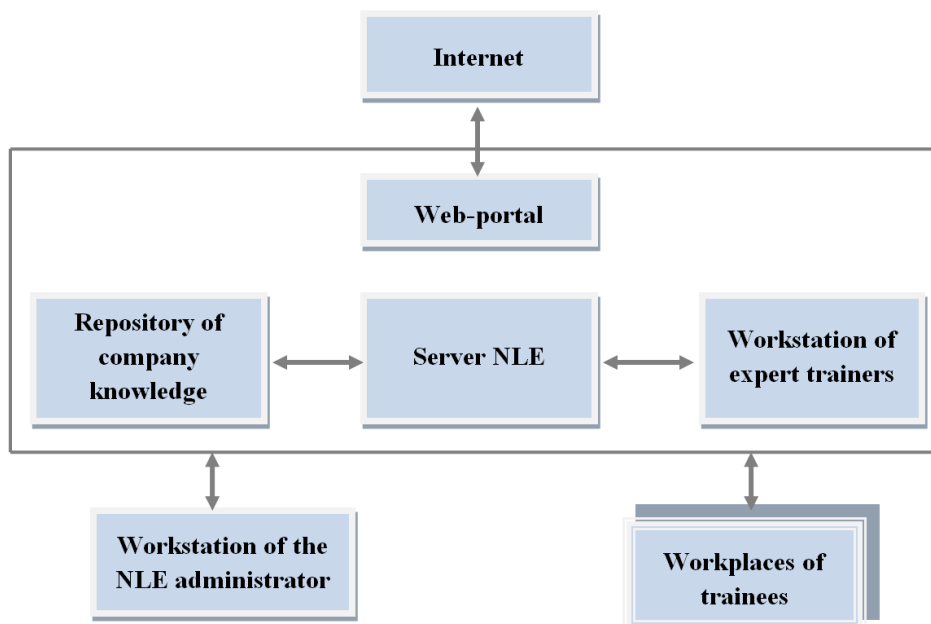 Internet
Web-portal
Repository of
company
knowledge
Server NLE
Workstation of
expert trainers
Workstation of the
NLE administrator
Workplaces of
trainees